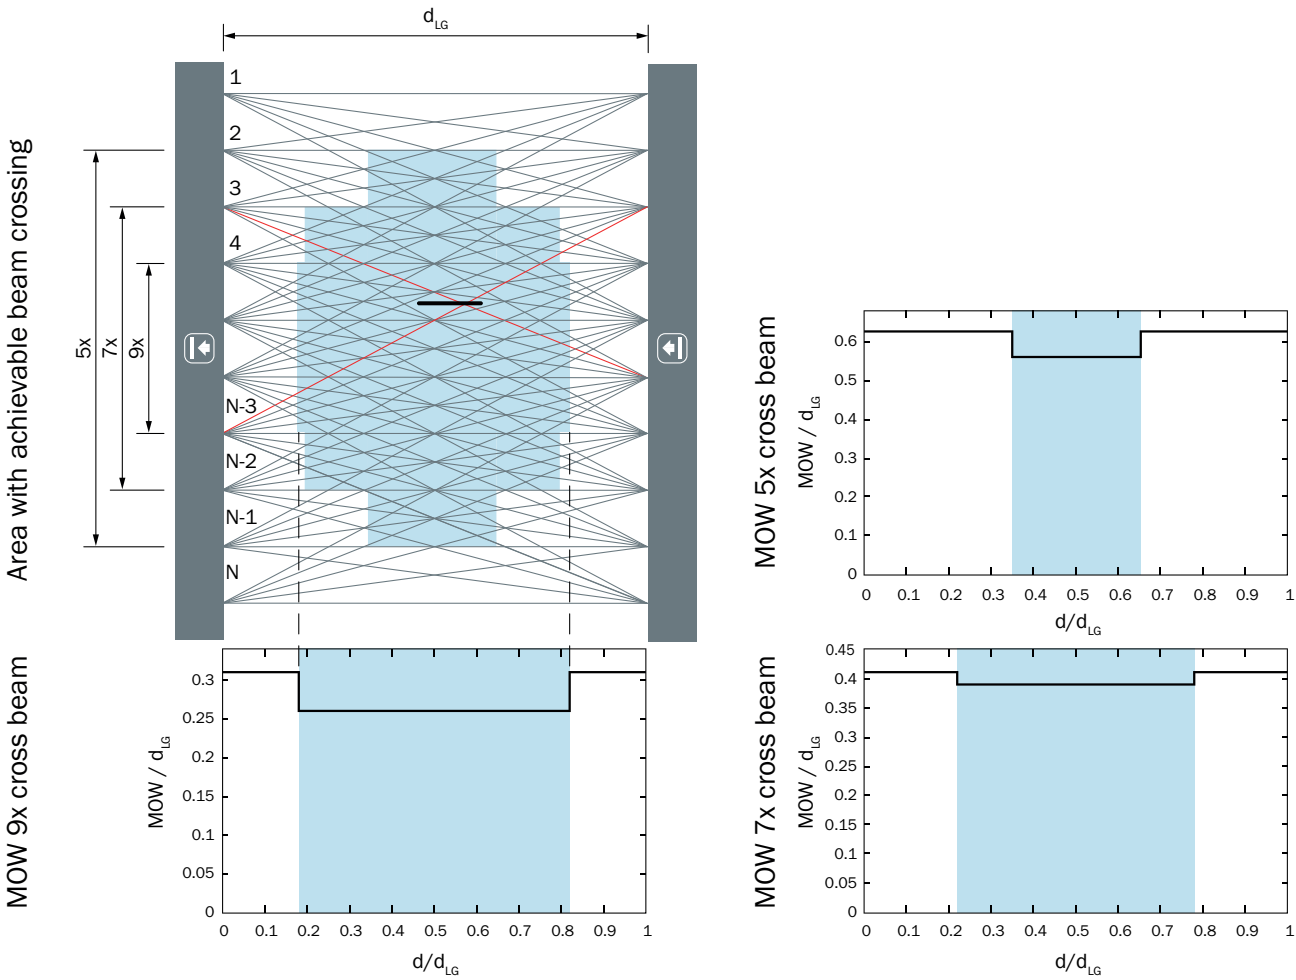 d_LG
Area with achievable beam crossing
5x
7x
9x
1
2
3
4
N-3
N-2
N-1
N
MOW 5x cross beam
MOW / d_LG
0.6
0.5
0.4
0.3
0.2
0.1
0
0 0.1 0.2 0.3 0.4 0.5 0.6 0.7 0.8 0.9 1
d/d_LG
MOW 9x cross beam
MOW / d_LG
0.3
0.25
0.2
0.15
0.1
0.05
0
0 0.1 0.2 0.3 0.4 0.5 0.6 0.7 0.8 0.9 1
d/d_LG
MOW 7x cross beam
MOW / d_LG
0.45
0.4
0.35
0.3
0.25
0.2
0.15
0.1
0.05
0
0 0.1 0.2 0.3 0.4 0.5 0.6 0.7 0.8 0.9 1
d/d_LG